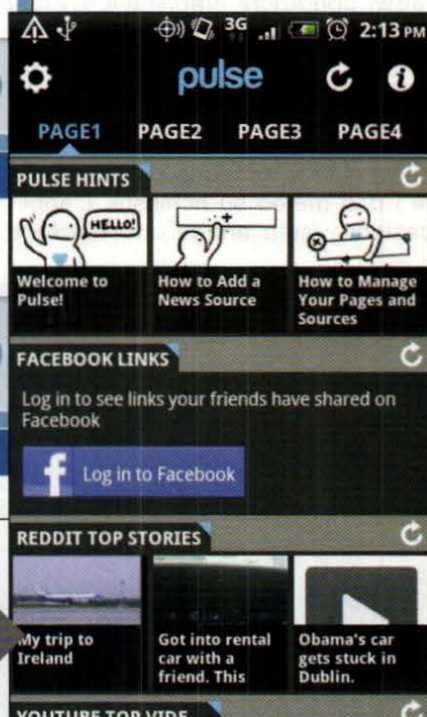 3G 2:13 PM
pulse
PAGE1 PAGE2 PAGE3 PAGE4
PULSE HINTS
HELLO!
Welcome to
Pulse!
How to Add a
News Source
How to Manage
Your Pages and
Sources
FACEBOOK LINKS
Log in to see links your friends have shared on
Facebook
f Log in to Facebook
REDDIT TOP STORIES
My trip to
Ireland
Got into rental
car with a
friend. This
Obama's car
gets stuck in
Dublin.
YOUTUBE TOP VIDE